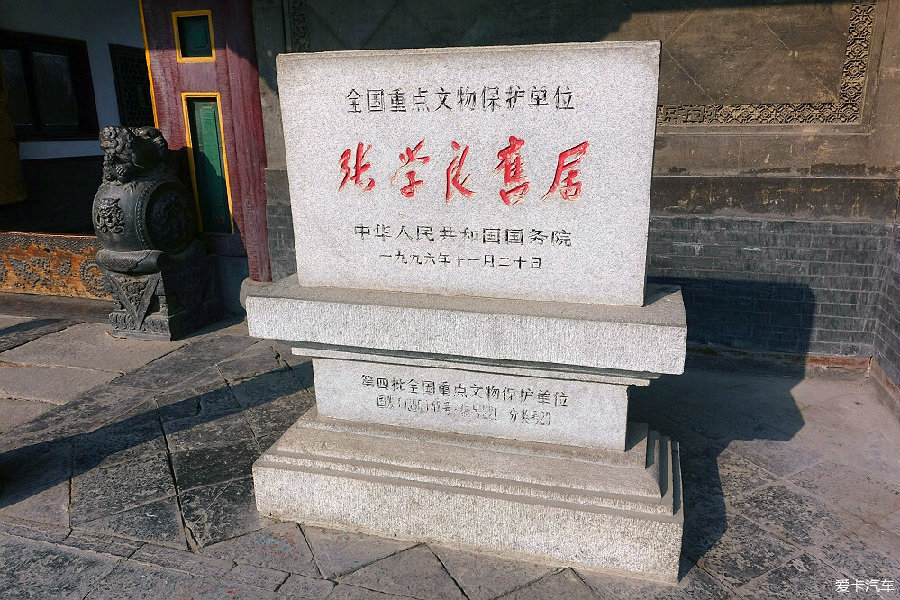 全国重点文物保护单位
张学良舊居
中华人民共和国国务院
一九九六年十一月二十日
第四批全国重点文物保护单位
爱卡汽车